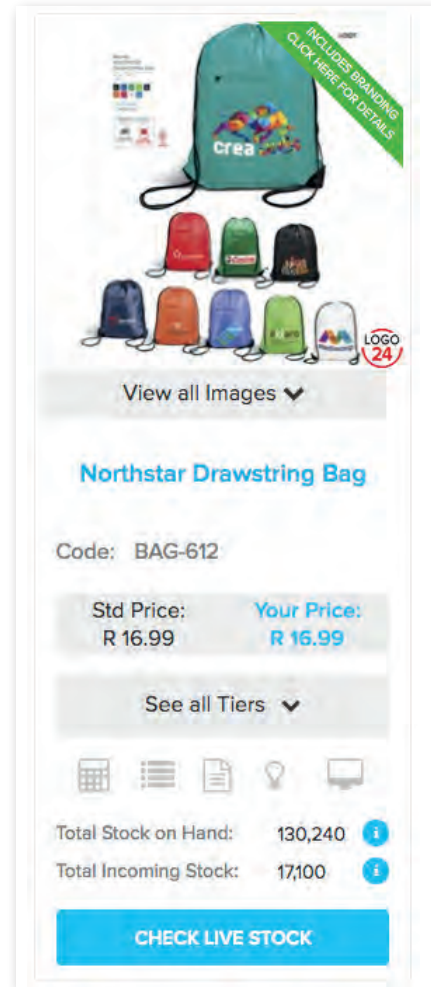 INCLUDES BRANDING
CLICK HERE FOR DETAILS
crea
LOGO
24
View all Images
Northstar Drawstring Bag
Code: BAG-612
Std Price: Your Price:
R 16.99 R 16.99
See all Tiers
Total Stock on Hand: 130,240
Total Incoming Stock: 17,100
CHECK LIVE STOCK